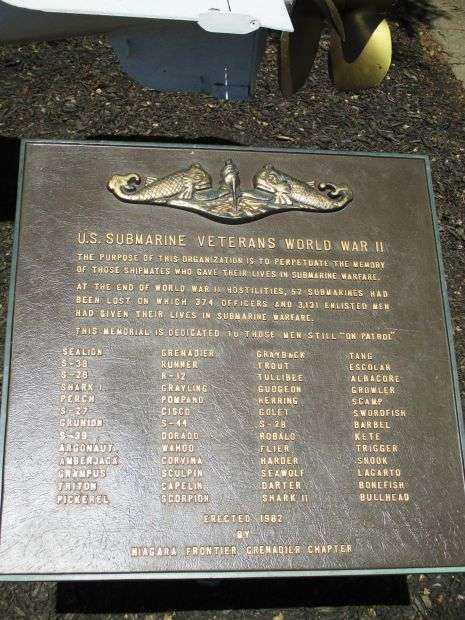 U.S. SUBMARINE VETERANS WORLD WAR II
THE PURPOSE OF THIS ORGANIZATION IS TO PERPETUATE THE MEMORY
OF THOSE SHIPMATES WHO GAVE THEIR LIVES IN SUBMARINE WARFARE.
AT THE END OF WORLD WAR II HOSTILITIES, 52 SUBMARINES HAD
BEEN LOST ON WHICH 374 OFFICERS AND 3,131 ENLISTED MEN
HAD GIVEN THEIR LIVES IN SUBMARINE WARFARE.
THIS MEMORIAL IS DEDICATED TO THOSE MEN STILL "ON PATROL"
SEALION GRENADIER GRAYBACK TANG
S-36 RUNNER TROUT ESCOLAR
S-26 R-12 TULLIBEE ALBACORE
SHARK I GRAYLING GUDGEON GROWLER
PERCH POMPANO HERRING SCAMP
S-27 CISCO GOLET SWORDFISH
GRUNION S-44 S-28 BARBEL
S-39 DORADO ROBALO KETE
ARGONAUT WAHOO FLIER TRIGGER
AMBERJACK CORVINA HARDER SNOOK
GRAMPUS SCULPIN SEAWOLF LAGARTO
TRITON CAPELIN DARTER BONEFISH
PICKEREL SCORPION SHARK II BULLHEAD
ERECTED 1982
BY
NIAGARA FRONTIER GRENADIER CHAPTER